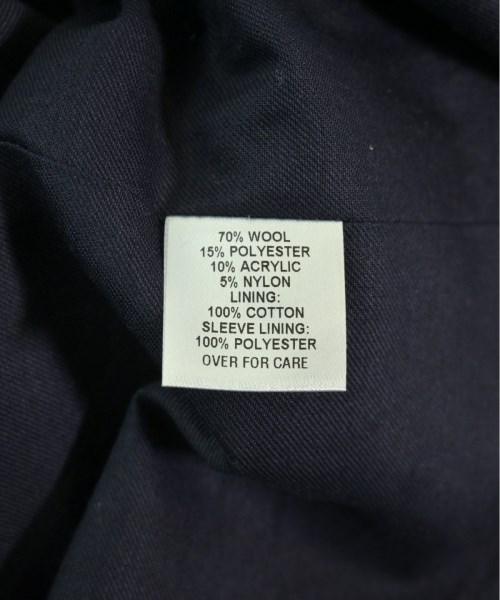 70% WOOL
15% POLYESTER
10% ACRYLIC
5% NYLON
LINING:
100% COTTON
SLEEVE LINING:
100% POLYESTER
OVER FOR CARE